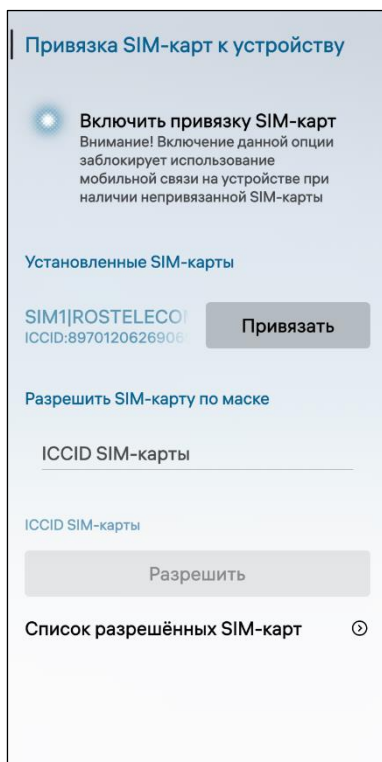 Привязка SIM-карт к устройству
Включить привязку SIM-карт
Внимание! Включение данной опции
заблокирует использование
мобильной связи на устройстве при
наличии непривязанной SIM-карты
Установленные SIM-карты
SIM1|ROSTELECO
ICCID:8970120626906
Привязать
Разрешить SIM-карту по маске
ICCID SIM-карты
ICCID SIM-карты
Разрешить
Список разрешённых SIM-карт